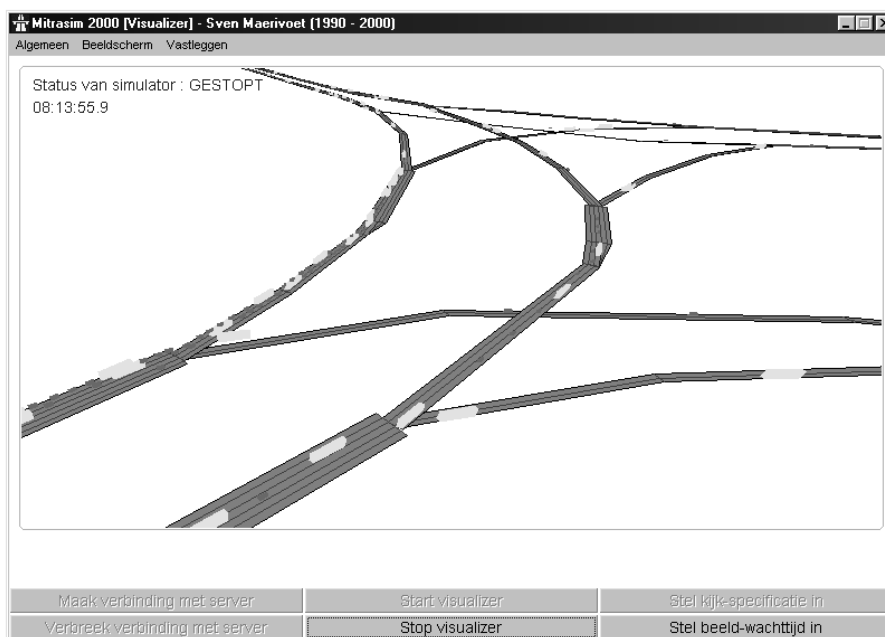 Mitrasim 2000 [Visualizer] - Sven Maerivoet (1990 - 2000)
Algemeen Beeldscherm Vastleggen
Status van simulator : GESTOPT
08:13:55.9
Maak verbinding met server Start visualizer Stel kijk-specificatie in
Verbreek verbinding met server Stop visualizer Stel beeld-wachttijd in